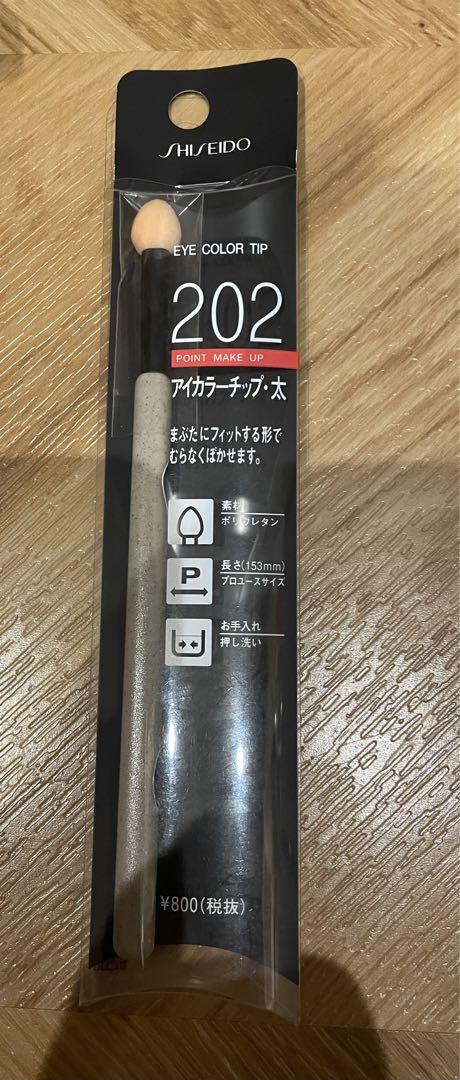 SHISEIDO
EYE COLOR TIP
202
POINT MAKE UP
アイカラーチップ・太
まぶたにフィットする形で
むらなくぼかせます。
素材
ポリウレタン
P
長さ(153mm)
プロユースサイズ
お手入れ
押し洗い
¥800(税抜)